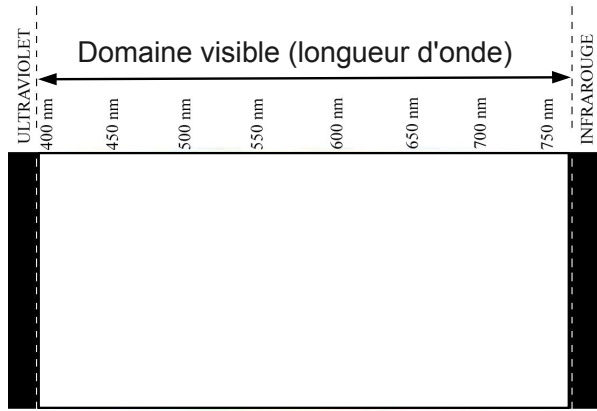 Domaine visible (longueur d'onde)
ULTRAVIOLET
400 nm
450 nm
500 nm
550 nm
600 nm
650 nm
700 nm
750 nm
INFRAROUGE